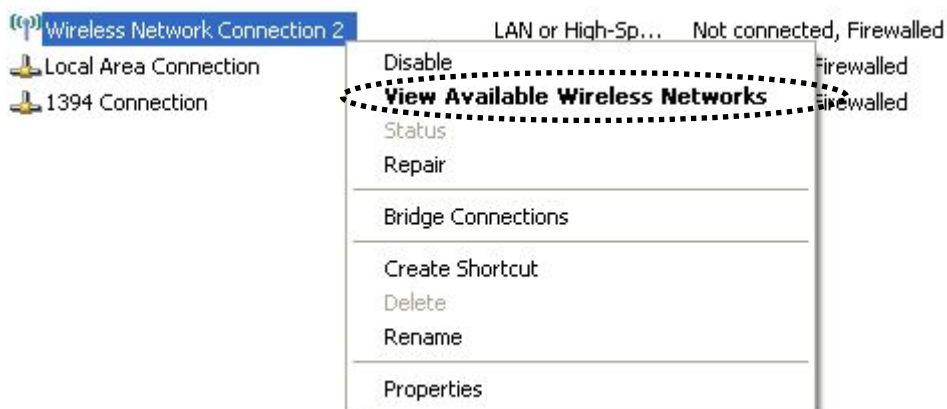 Wireless Network Connection 2 LAN or High-Sp... Not connected, Firewalled
Local Area Connection Firewalled
1394 Connection Firewalled
Disable
View Available Wireless Networks
Status
Repair
Bridge Connections
Create Shortcut
Delete
Rename
Properties